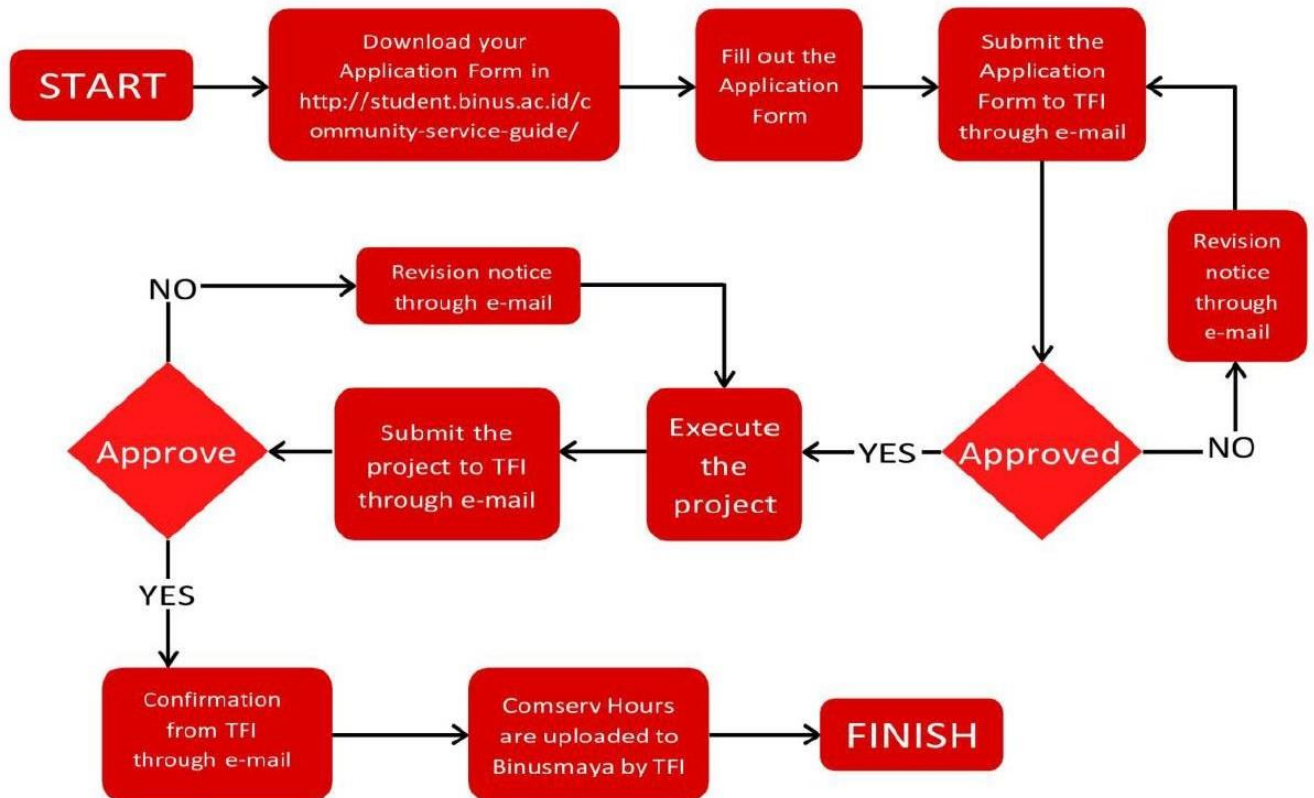 START
Download your
Application Form in
http://student.binus.ac.id/c
ommunity-service-guide/
Fill out the
Application
Form
Submit the
Application
Form to TFI
through e-mail
Revision
notice
through
e-mail
NO
Revision notice
through e-mail
Approve
Submit the
project to TFI
through e-mail
Execute
the
project
YES
Approved
NO
YES
Confirmation
from TFI
through e-mail
Comserv Hours
are uploaded to
Binusmaya by TFI
FINISH